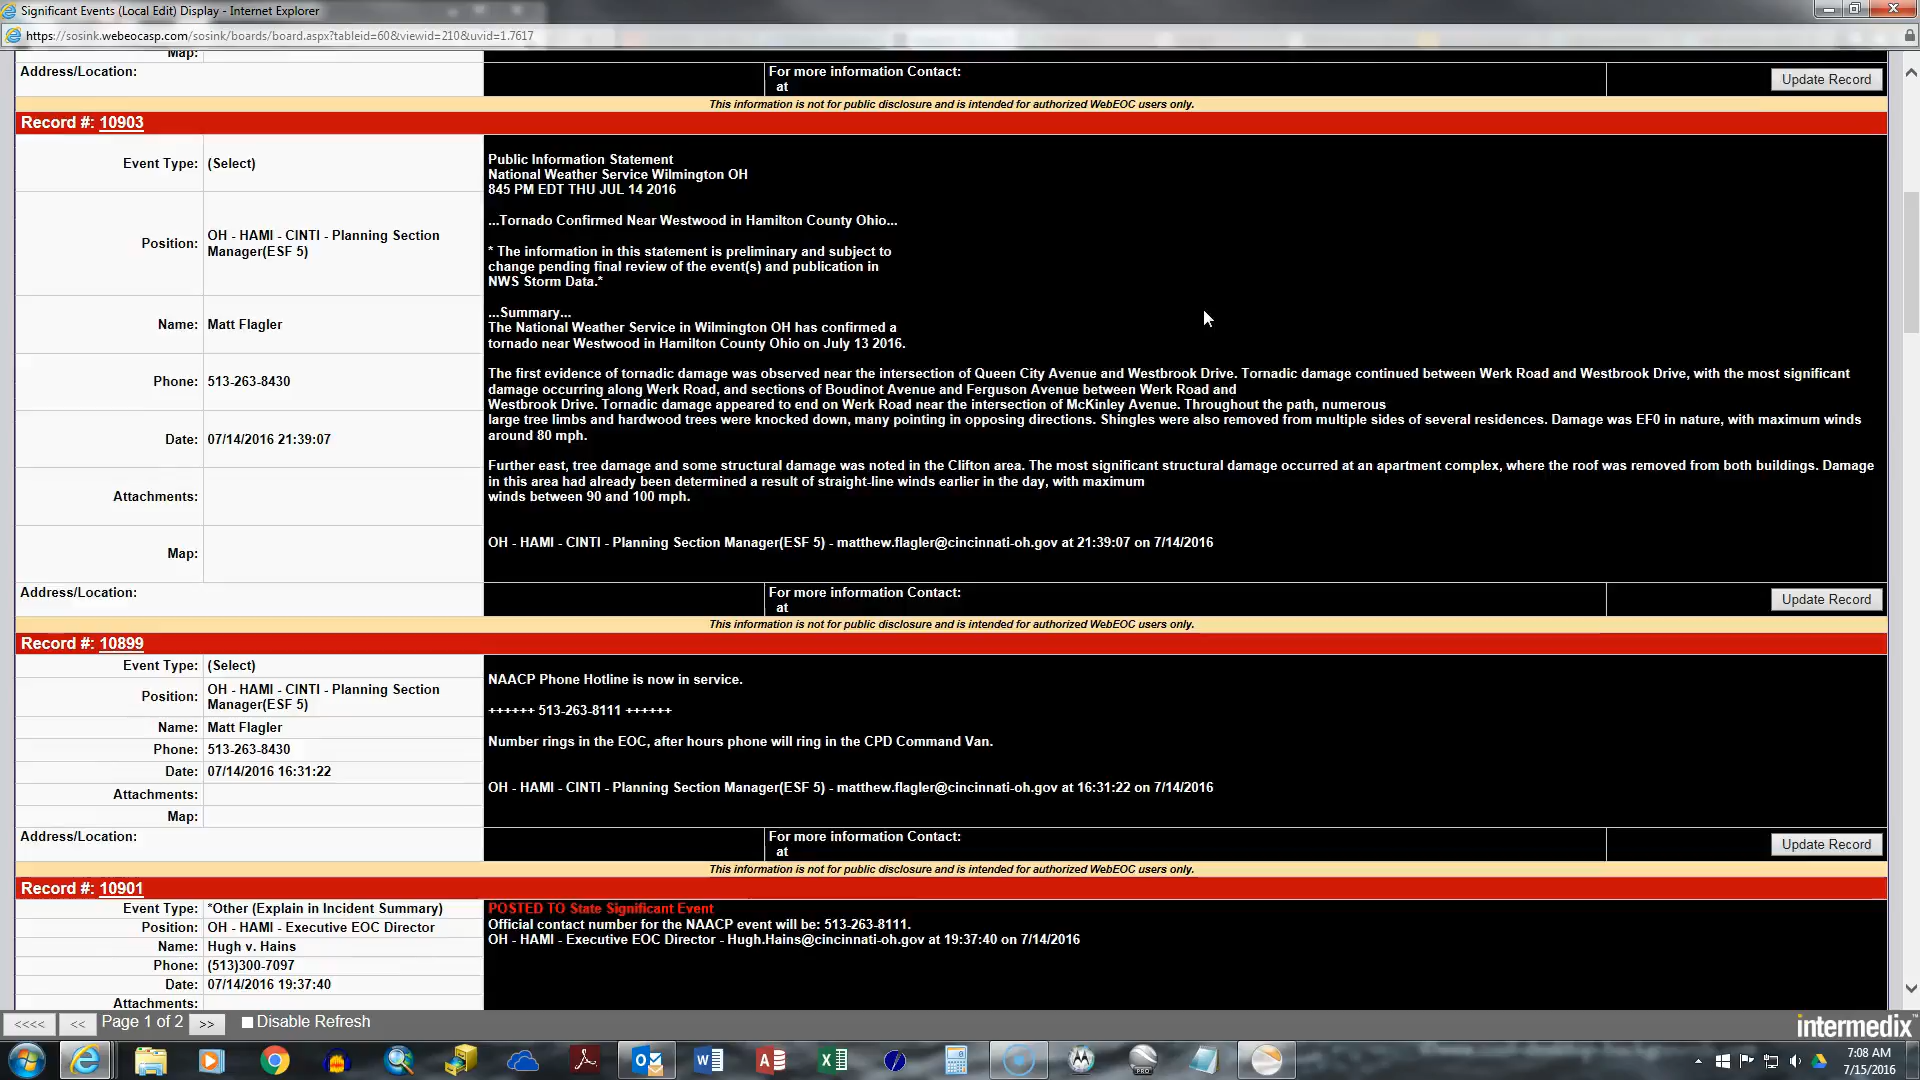 Significant Events (Local Edit) Display - Internet Explorer
https://sosink.webeocasp.com/sosink/boards/board.aspx?tableid=60&viewid=210&uvid=1.7617
Map:
Address/Location:
For more information Contact:
at
Update Record
This information is not for public disclosure and is intended for authorized WebEOC users only.
Record #: 10903
Event Type: (Select)
Position: OH - HAMI - CINTI - Planning Section
Manager(ESF 5)
Name: Matt Flagler
Phone: 513-263-8430
Date: 07/14/2016 21:39:07
Attachments:
Map:
Public Information Statement
National Weather Service Wilmington OH
845 PM EDT THU JUL 14 2016
...Tornado Confirmed Near Westwood in Hamilton County Ohio...
* The information in this statement is preliminary and subject to
change pending final review of the event(s) and publication in
NWS Storm Data.*
...Summary...
The National Weather Service in Wilmington OH has confirmed a
tornado near Westwood in Hamilton County Ohio on July 13 2016.
The first evidence of tornadic damage was observed near the intersection of Queen City Avenue and Westbrook Drive. Tornadic damage continued between Werk Road and Westbrook Drive, with the most significant
damage occurring along Werk Road, and sections of Boudinot Avenue and Ferguson Avenue between Werk Road and
Westbrook Drive. Tornadic damage appeared to end on Werk Road near the intersection of McKinley Avenue. Throughout the path, numerous
large tree limbs and hardwood trees were knocked down, many pointing in opposing directions. Shingles were also removed from multiple sides of several residences. Damage was EF0 in nature, with maximum winds
around 80 mph.
Further east, tree damage and some structural damage was noted in the Clifton area. The most significant structural damage occurred at an apartment complex, where the roof was removed from both buildings. Damage
in this area had already been determined a result of straight-line winds earlier in the day, with maximum
winds between 90 and 100 mph.
OH - HAMI - CINTI - Planning Section Manager(ESF 5) - matthew.flagler@cincinnati-oh.gov at 21:39:07 on 7/14/2016
Address/Location:
For more information Contact:
at
Update Record
This information is not for public disclosure and is intended for authorized WebEOC users only.
Record #: 10899
Event Type: (Select)
Position: OH - HAMI - CINTI - Planning Section
Manager(ESF 5)
Name: Matt Flagler
Phone: 513-263-8430
Date: 07/14/2016 16:31:22
Attachments:
Map:
NAACP Phone Hotline is now in service.
++++++ 513-263-8111 ++++++
Number rings in the EOC, after hours phone will ring in the CPD Command Van.
OH - HAMI - CINTI - Planning Section Manager(ESF 5) - matthew.flagler@cincinnati-oh.gov at 16:31:22 on 7/14/2016
Address/Location:
For more information Contact:
at
Update Record
This information is not for public disclosure and is intended for authorized WebEOC users only.
Record #: 10901
Event Type: *Other (Explain in Incident Summary)
Position: OH - HAMI - Executive EOC Director
Name: Hugh v. Hains
Phone: (513)300-7097
Date: 07/14/2016 19:37:40
Attachments:
POSTED TO State Significant Event
Official contact number for the NAACP event will be: 513-263-8111.
OH - HAMI - Executive EOC Director - Hugh.Hains@cincinnati-oh.gov at 19:37:40 on 7/14/2016
<<<< << Page 1 of 2 >> Disable Refresh
intermedix
PRO
7:08 AM
7/15/2016